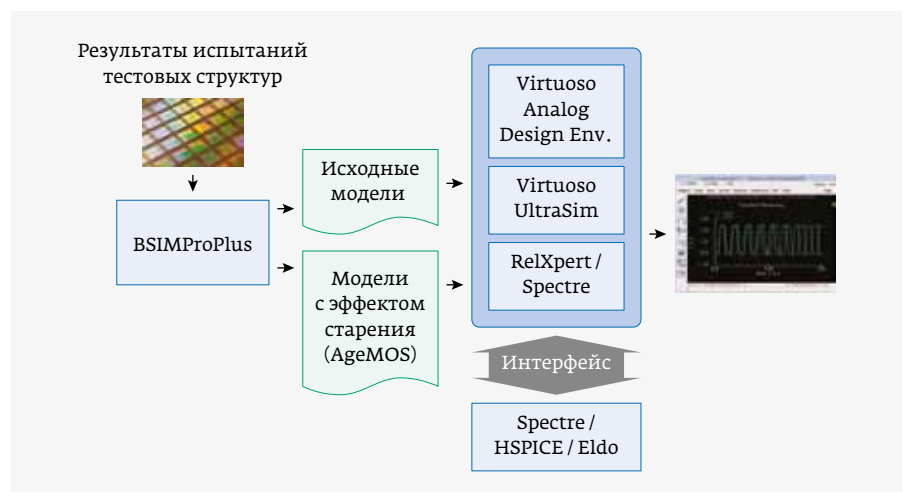 Результаты испытаний
тестовых структур
BSIMProPlus
Исходные
модели
Модели
с эффектом
старения
(AgeMOS)
Virtuoso
Analog
Design Env.
Virtuoso
UltraSim
RelXpert /
Spectre
Интерфейс
Spectre /
HSPICE / Eldo